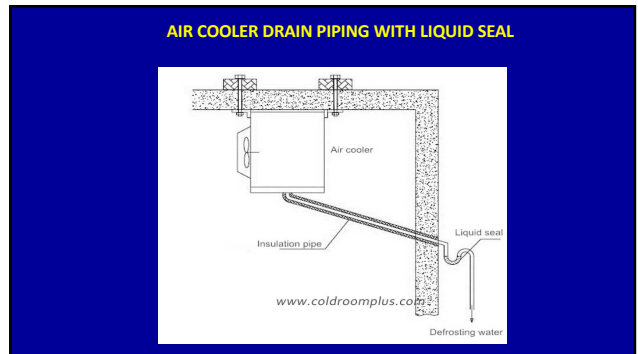 AIR COOLER DRAIN PIPING WITH LIQUID SEAL
Air cooler
Liquid seal
Insulation pipe
www.coldroomplus.com
Defrosting water